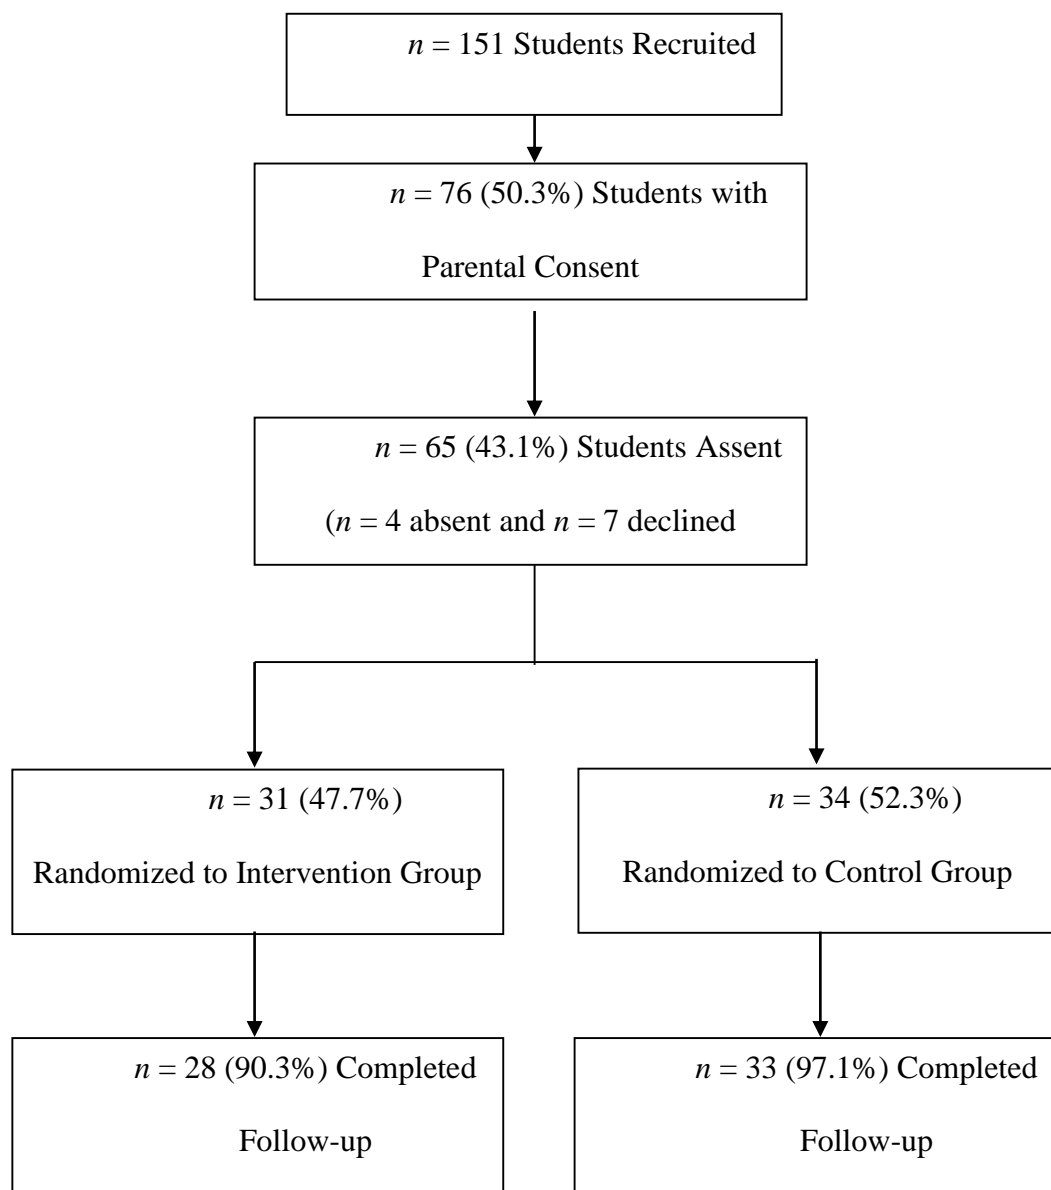 n = 151 Students Recruited
n = 76 (50.3%) Students with
Parental Consent
n = 65 (43.1%) Students Assent
(n = 4 absent and n = 7 declined
n = 31 (47.7%)
Randomized to Intervention Group
n = 34 (52.3%)
Randomized to Control Group
n = 28 (90.3%) Completed
Follow-up
n = 33 (97.1%) Completed
Follow-up